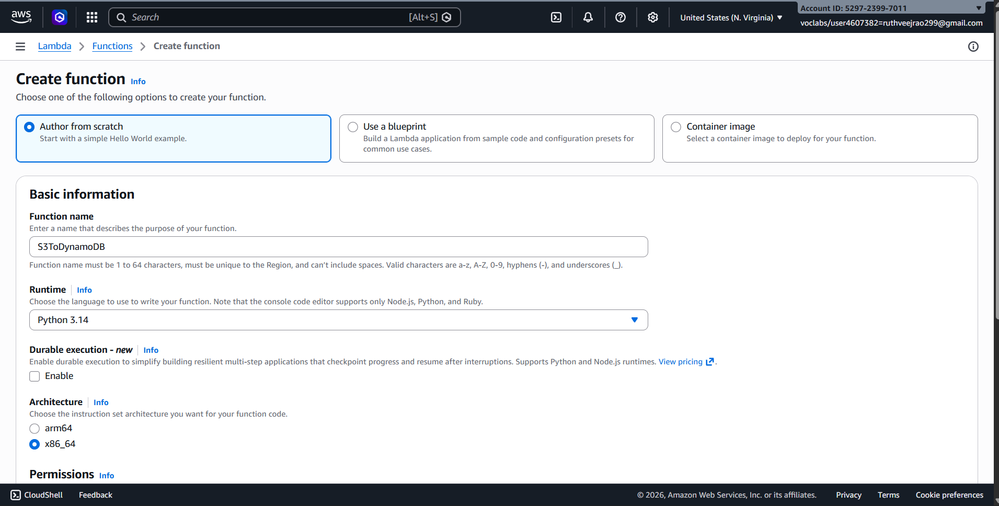 aws
Search [Alt+S]
United States (N. Virginia)
Account ID: 5297-2399-7011
voclabs/user4607382=ruthveejrao299@gmail.com
Lambda Functions Create function
Create function Info
Choose one of the following options to create your function.
Author from scratch
Start with a simple Hello World example.
Use a blueprint
Build a Lambda application from sample code and configuration presets for
common use cases.
Container image
Select a container image to deploy for your function.
Basic information
Function name
Enter a name that describes the purpose of your function.
S3ToDynamoDB
Function name must be 1 to 64 characters, must be unique to the Region, and can’t include spaces. Valid characters are a-z, A-Z, 0-9, hyphens (-), and underscores (_).
Runtime Info
Choose the language to use to write your function. Note that the console code editor supports only Node.js, Python, and Ruby.
Python 3.14
Durable execution - new Info
Enable durable execution to simplify building resilient multi-step applications that checkpoint progress and resume after interruptions. Supports Python and Node.js runtimes. View pricing .
Enable
Architecture Info
Choose the instruction set architecture you want for your function code.
arm64
x86_64
Permissions Info
CloudShell Feedback © 2026, Amazon Web Services, Inc. or its affiliates. Privacy Terms Cookie preferences